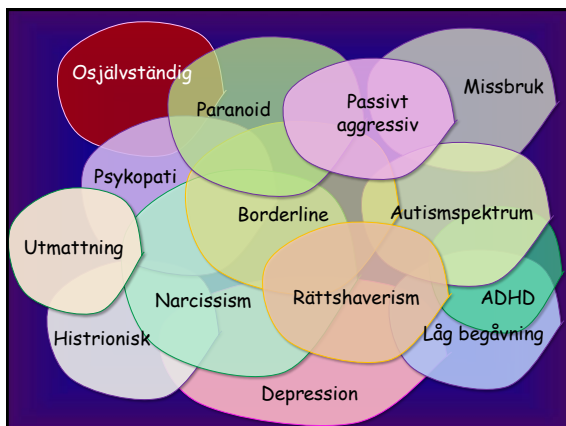 Osjälvständig
Paranoid
Passivt
aggressiv
Missbruk
Psykopati
Borderline
Autismspektrum
Utmattning
Narcissism
Rättshaverism
ADHD
Histrionisk
Låg begåvning
Depression